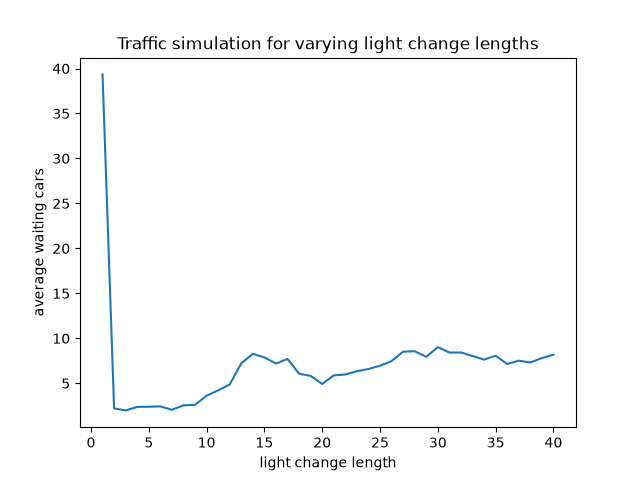 Traffic simulation for varying light change lengths
40
35
30
25
20
15
10
5
average waiting cars
0 5 10 15 20 25 30 35 40
light change length